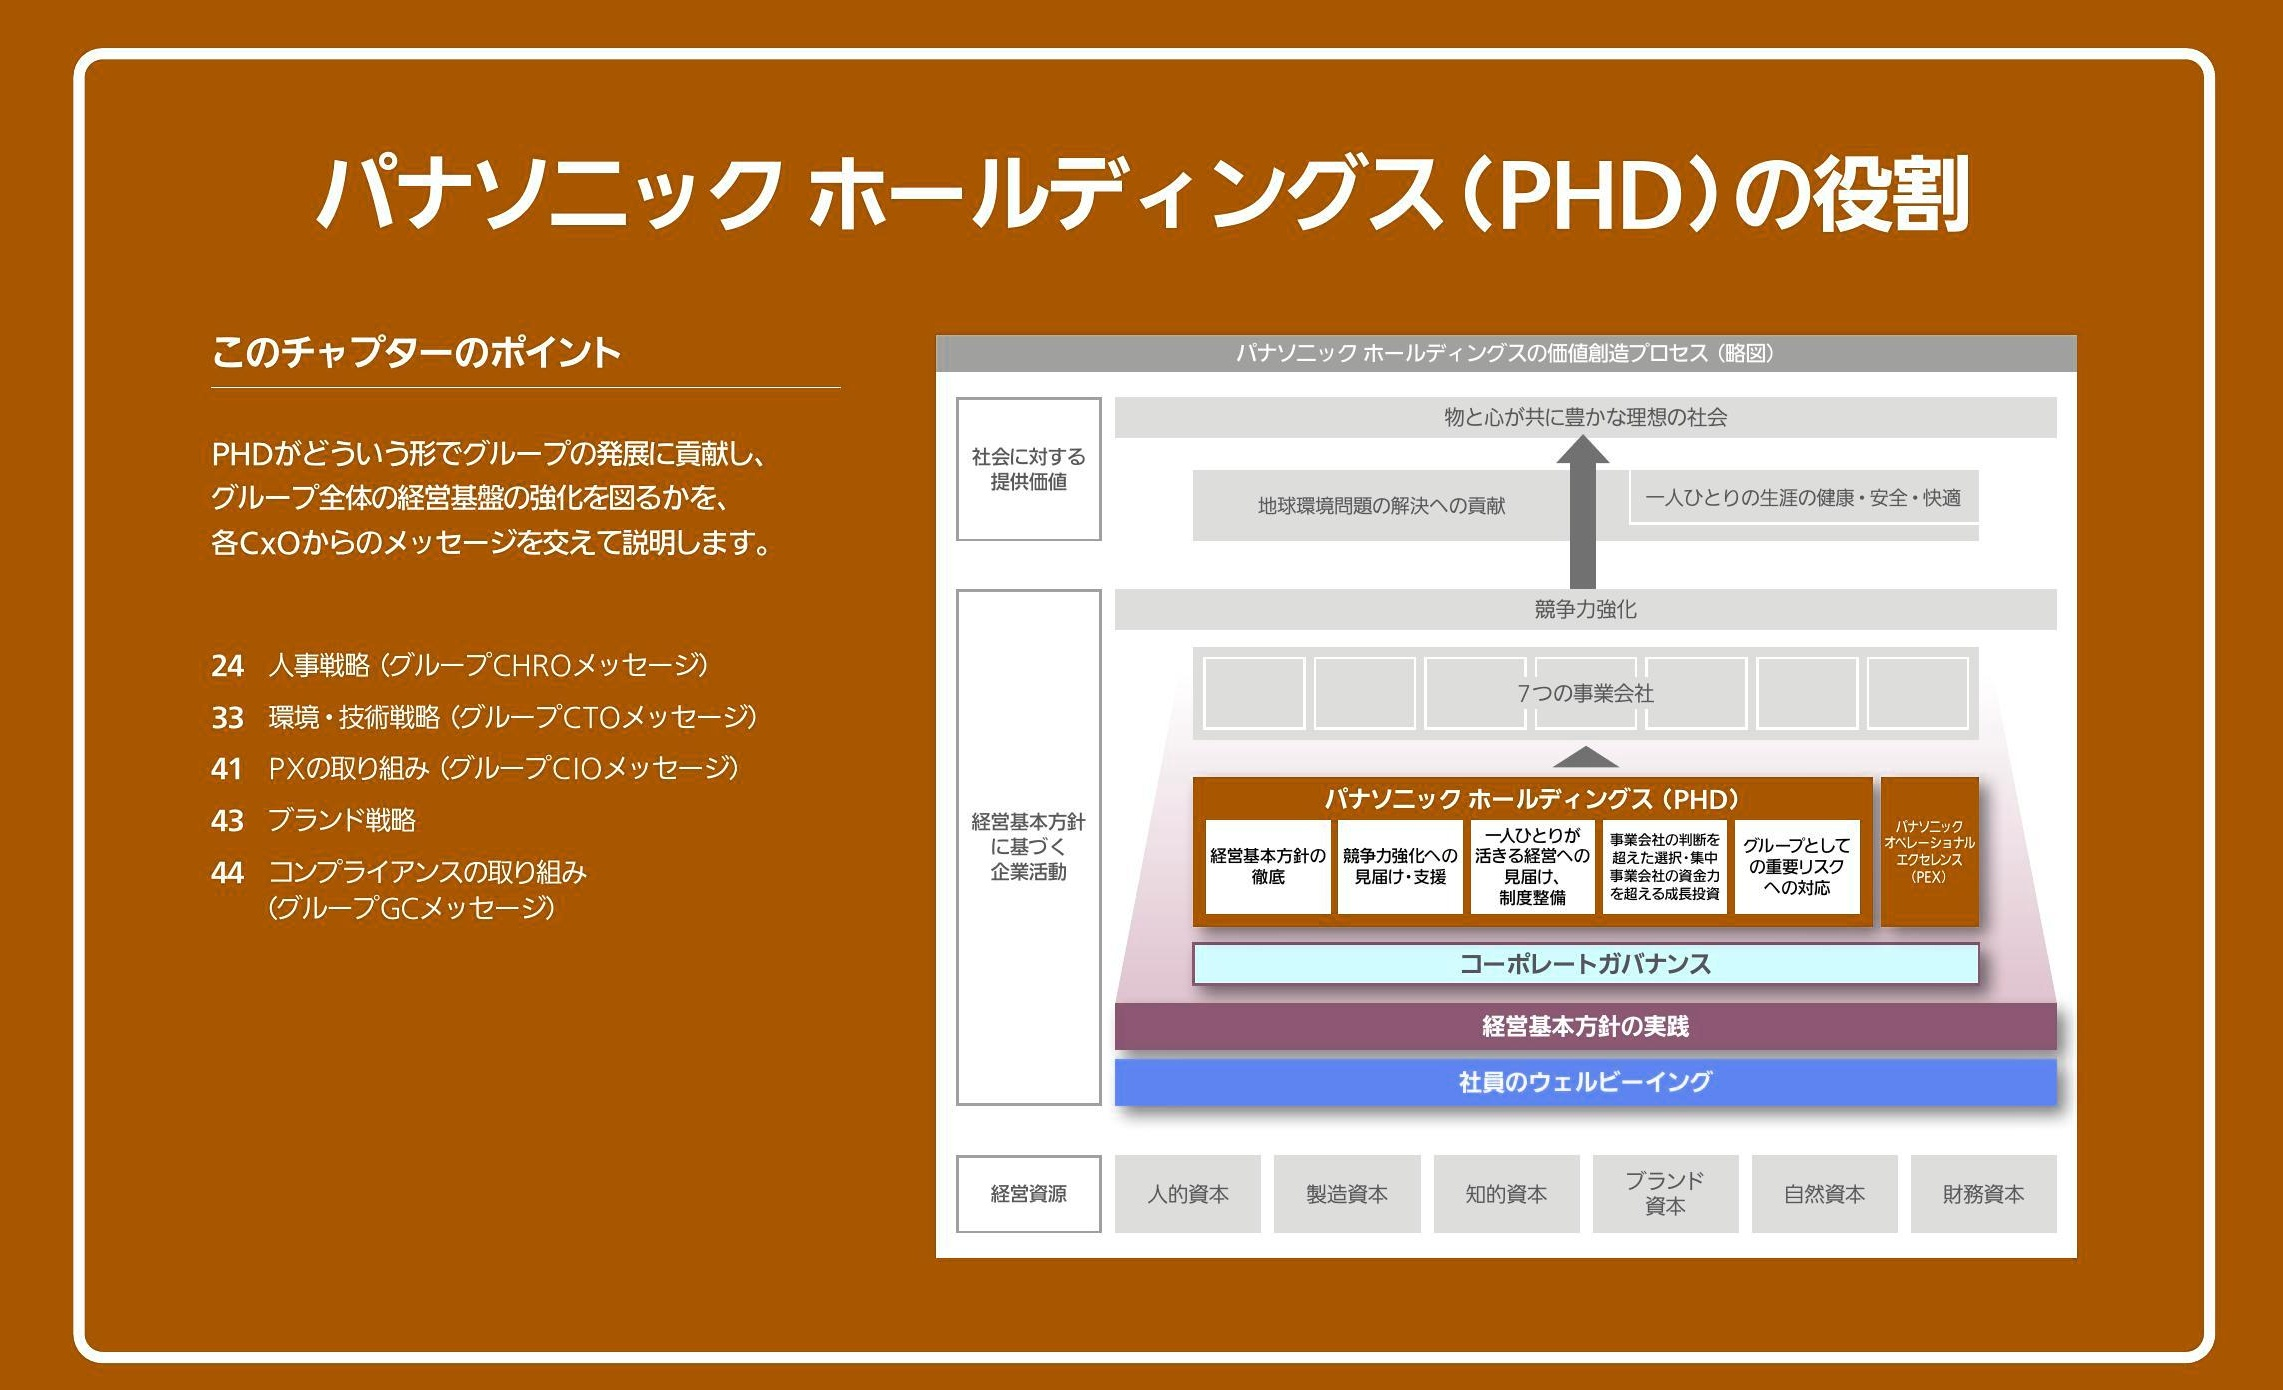 パナソニック ホールディングス（PHD）の役割
このチャプターのポイント
PHDがどういう形でグループの発展に貢献し、
グループ全体の経営基盤の強化を図るかを、
各CxOからのメッセージを交えて説明します。
24 人事戦略（グループCHROメッセージ）
33 環境・技術戦略（グループCTOメッセージ）
41 PXの取り組み（グループCIOメッセージ）
43 ブランド戦略
44 コンプライアンスの取り組み
（グループGCメッセージ）
パナソニック ホールディングスの価値創造プロセス（略図）
社会に対する
提供価値
物と心が共に豊かな理想の社会
地球環境問題の解決への貢献
一人ひとりの生涯の健康・安全・快適
経営基本方針
に基づく
企業活動
競争力強化
7つの事業会社
パナソニック ホールディングス（PHD）
経営基本方針の
徹底
競争力強化への
見届け・支援
一人ひとりが
活きる経営への
見届け、
制度整備
事業会社の判断を
超えた選択・集中
事業会社の資金力
を超える成長投資
グループとして
の重要リスク
への対応
パナソニック
オペレーショナル
エクセレンス
（PEX）
コーポレートガバナンス
経営基本方針の実践
社員のウェルビーイング
経営資源
人的資本
製造資本
知的資本
ブランド
資本
自然資本
財務資本